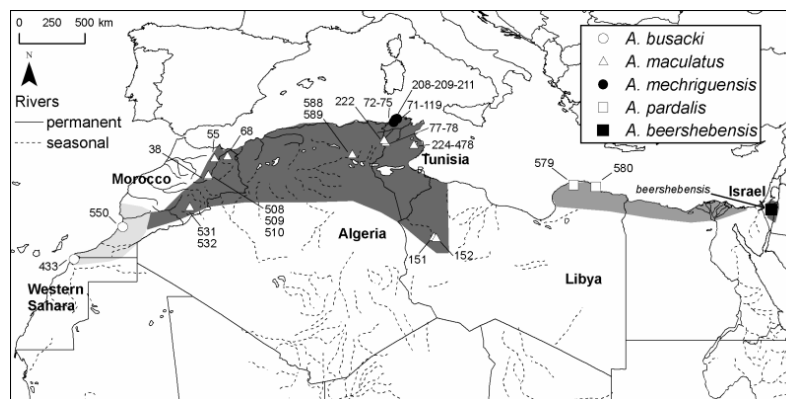 0 250 500 km
N
Rivers
permanent
seasonal
A. busacki
A. maculatus
A. mechriguensis
A. pardalis
A. beershebensis
208-209-211
72-75
71-119
222
588
589
77-78
224-478
55
68
38
Tunisia
Morocco
579
580
beershebensis
Israel
550
508
509
510
531
532
Algeria
151
152
433
Western
Sahara
Libya